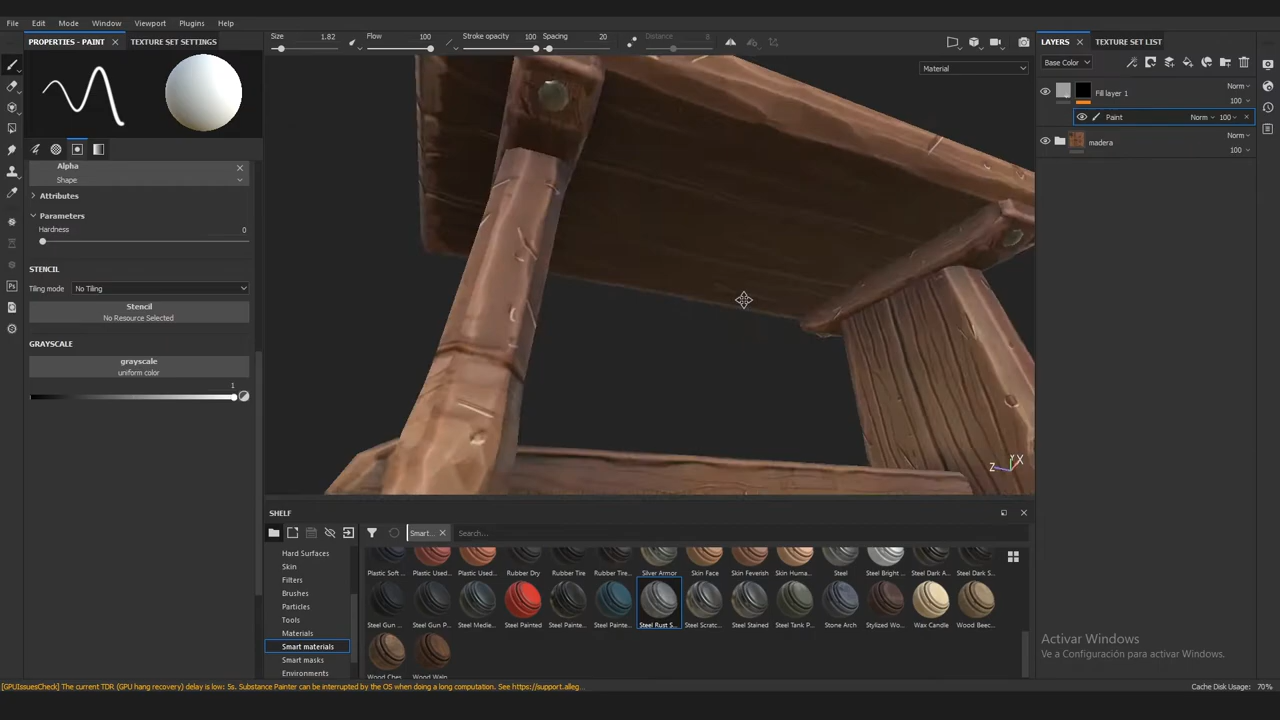 File Edit Mode Window Viewport Plugins Help
PROPERTIES - PAINT TEXTURE SET SETTINGS
Size 1.82 Flow 100 Stroke opacity 100 Spacing 20 Distance 8
LAYERS TEXTURE SET LIST
Base Color
Material
Fill layer 1 Norm 100
Paint Norm 100
madera Norm 100
Alpha
Shape
Attributes
Parameters
Hardness 0
STENCIL
Tiling mode No Tiling
Stencil
No Resource Selected
GRAYSCALE
grayscale
uniform color
1
Z Y X
SHELF
Smart... Search...
Hard Surfaces
Skin
Filters
Brushes
Particles
Tools
Materials
Smart materials
Smart masks
Environments
Plastic Soft ... Plastic Used... Plastic Used... Rubber Dry Rubber Tire Rubber Tire... Silver Armor Skin Face Skin Feverish Skin Huma... Steel Steel Bright ... Steel Dark A... Steel Dark S...
Steel Gun ... Steel Gun P... Steel Medie... Steel Painted Steel Painte... Steel Painte... Steel Rust S... Steel Scratc... Steel Stained Steel Tank P... Stone Arch Stylized Wo... Wax Candle Wood Beec...
Wood Ches... Wood Waln...
Activar Windows
Ve a Configuración para activar Windows.
[GPUIssuesCheck] The current TDR (GPU hang recovery) delay is low: 5s. Substance Painter can be interrupted by the OS when doing a long computation. See https://support.alleg...
Cache Disk Usage: 70%